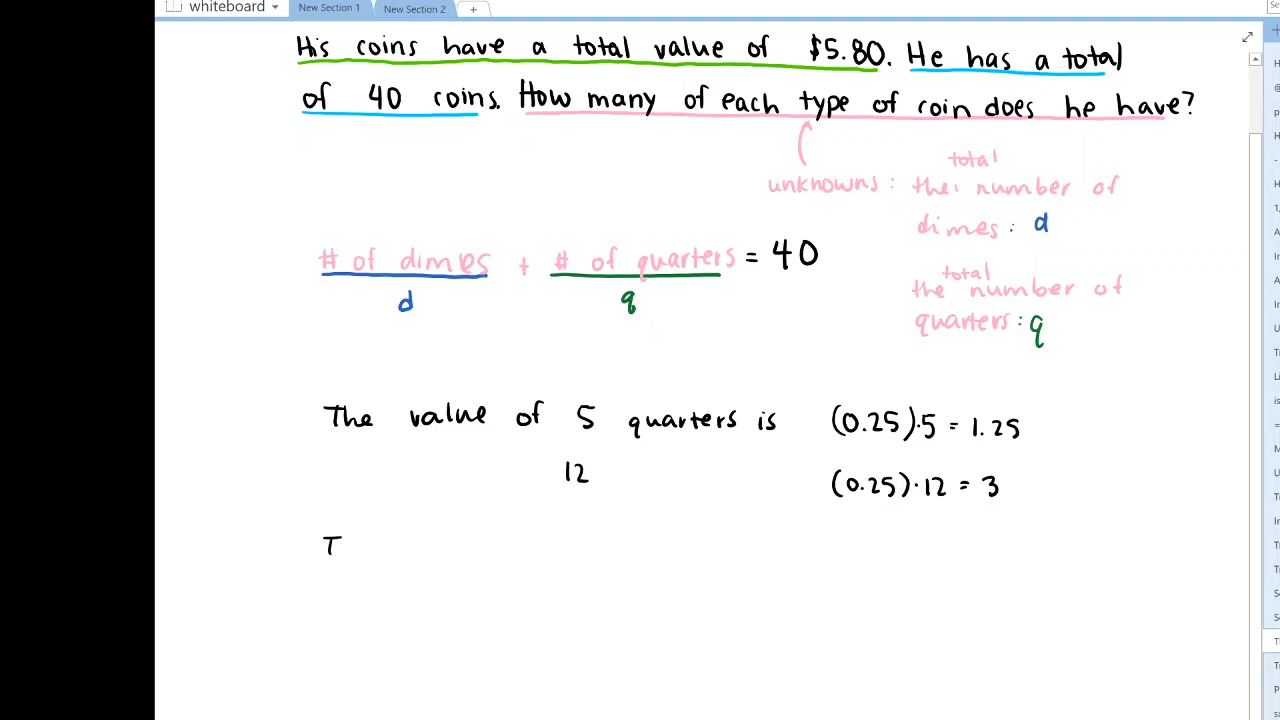 whiteboard New Section 1 New Section 2 +
His coins have a total value of $5.80. He has a total
of 40 coins. How many of each type of coin does he have?
unknowns: the total number of
dimes: d
# of dimes + # of quarters = 40
d q
the total number of
quarters: q
The value of 5 quarters is (0.25)·5 = 1.25
12 (0.25)·12 = 3
T